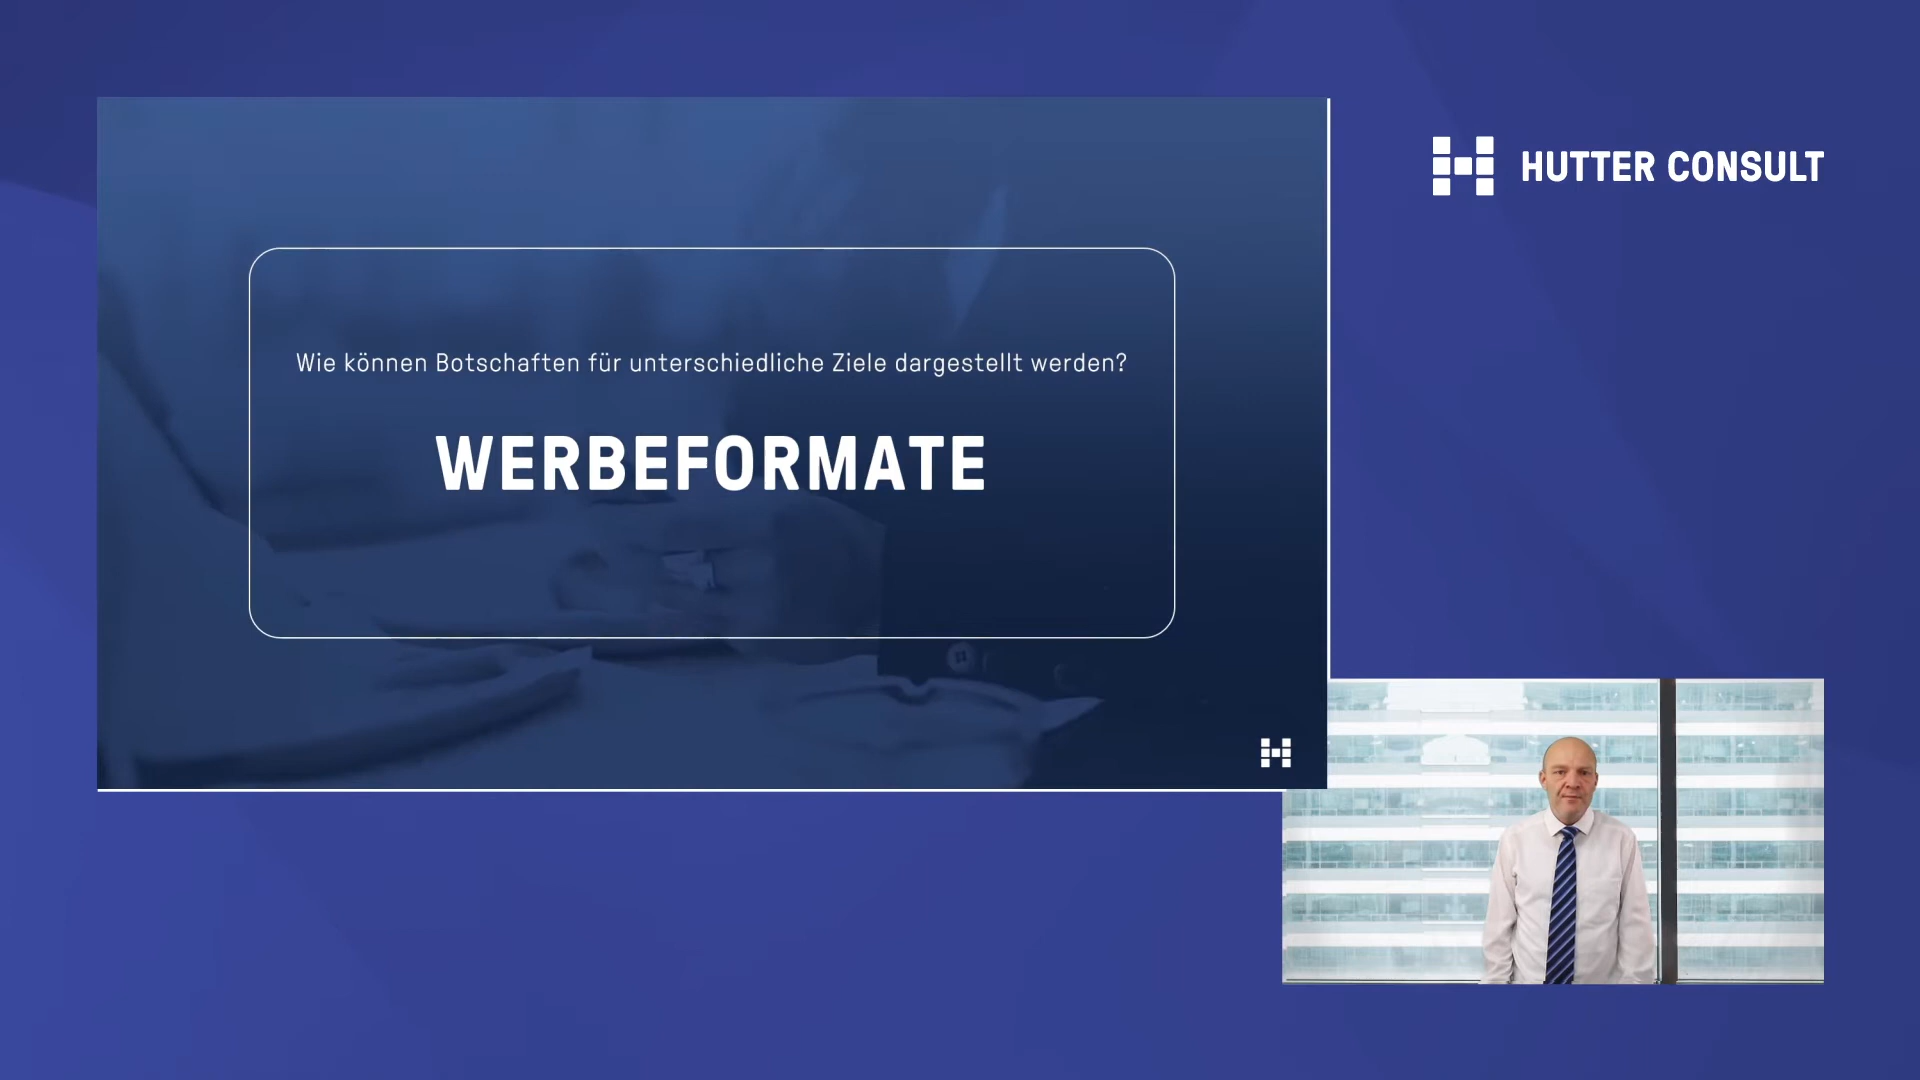 Wie können Botschaften für unterschiedliche Ziele dargestellt werden?
WERBEFORMATE
HUTTER CONSULT